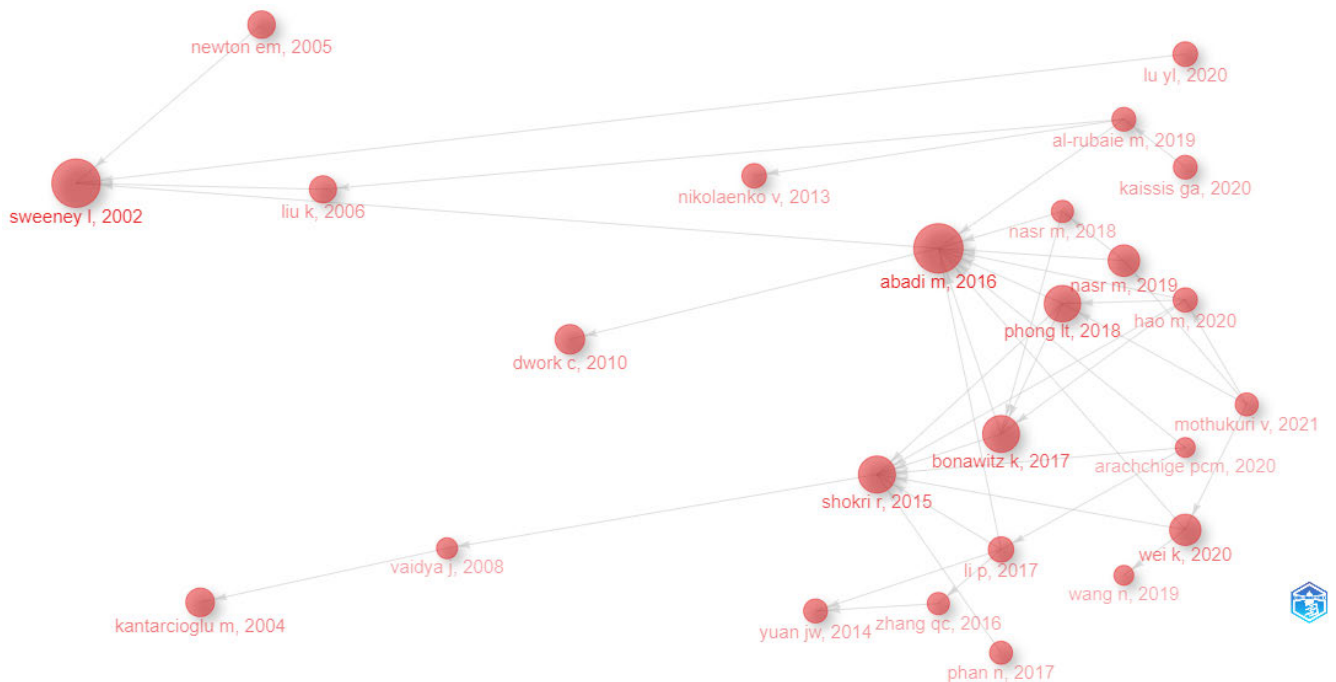 newton em, 2005
lu yl, 2020
al-rubaie m, 2019
kaissis ga, 2020
nikolaenko v, 2013
sweeney l, 2002
liu k, 2006
nasr m, 2018
abadi m, 2016
nasr m, 2019
phong lt, 2018
hao m, 2020
dwork c, 2010
mothukuri v, 2021
bonawitz k, 2017
arachchige pcm, 2020
shokri r, 2015
wei k, 2020
vaidya j, 2008
li p, 2017
wang n, 2019
kantarcioglu m, 2004
yuan jw, 2014
zhang qc, 2016
phan n, 2017